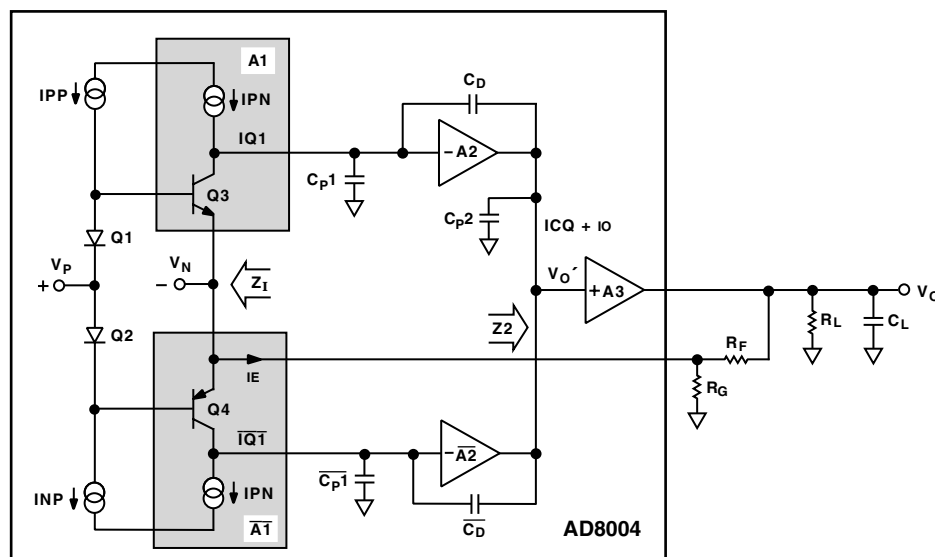 A1
IPP
IPN
IQ1
Q3
CP1
CD
–A2
CP2
ICQ + IO
Q1
VP
+
VN
–
ZI
VO´
+A3
VO
Z2
RL
CL
RF
RG
Q2
IE
Q4
IQ1
CP1
–A2
CD
INP
IPN
A1
AD8004